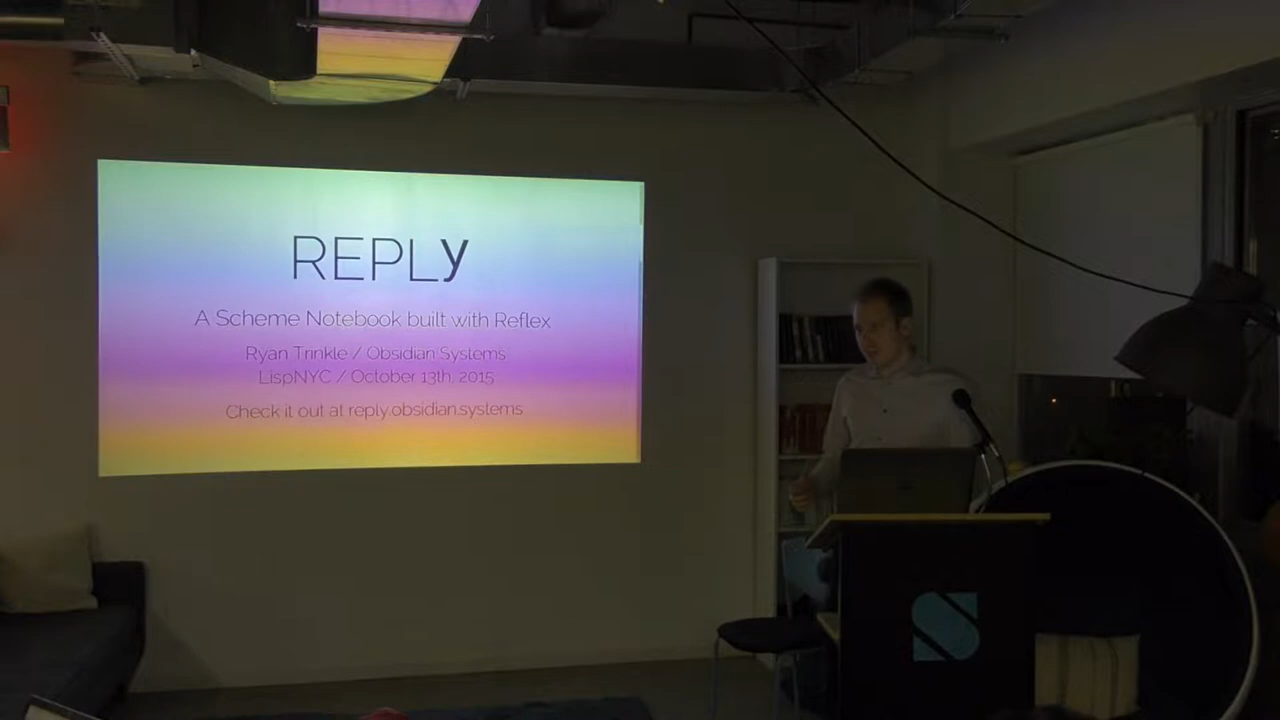 REPLy
A Scheme Notebook built with Reflex
Ryan Trinkle / Obsidian Systems
LispNYC / October 13th, 2015
Check it out at reply.obsidian.systems
S